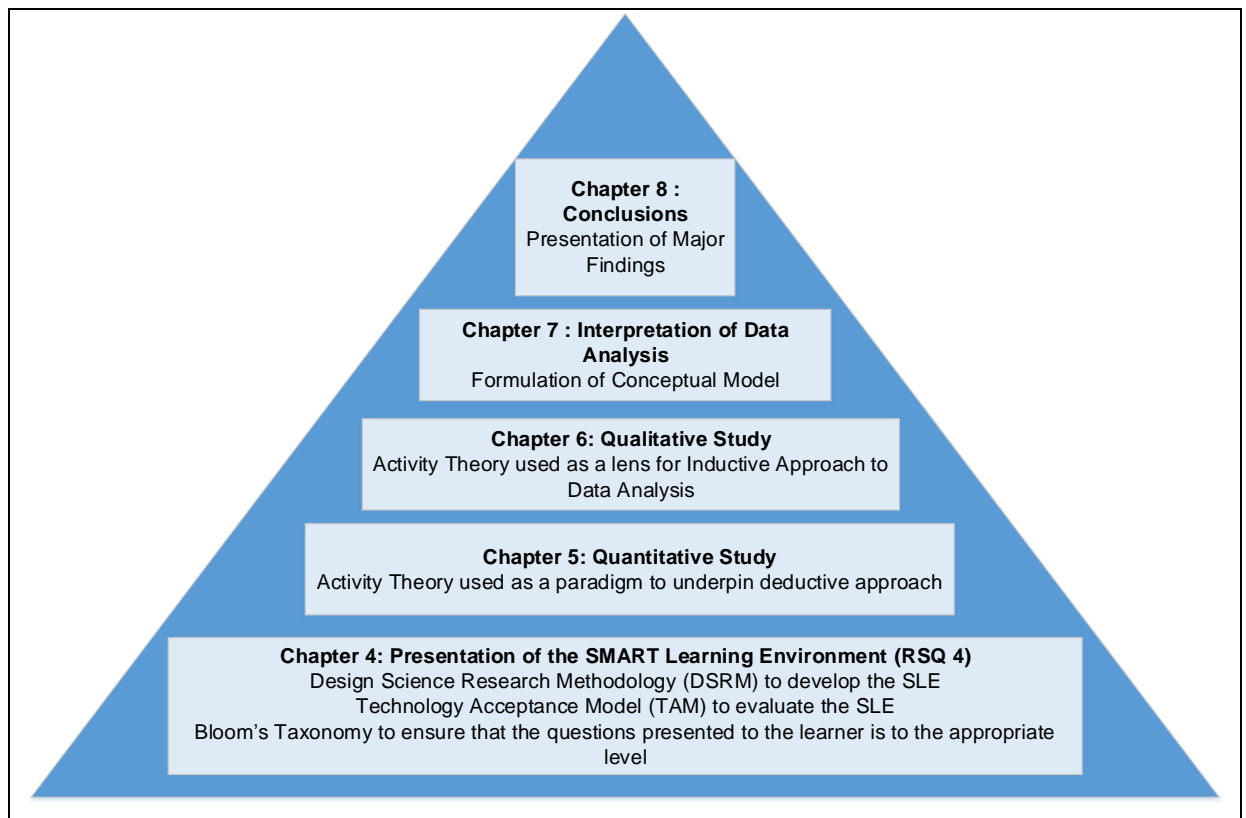 Chapter 8 :
Conclusions
Presentation of Major
Findings
Chapter 7 : Interpretation of Data
Analysis
Formulation of Conceptual Model
Chapter 6: Qualitative Study
Activity Theory used as a lens for Inductive Approach to
Data Analysis
Chapter 5: Quantitative Study
Activity Theory used as a paradigm to underpin deductive approach
Chapter 4: Presentation of the SMART Learning Environment (RSQ 4)
Design Science Research Methodology (DSRM) to develop the SLE
Technology Acceptance Model (TAM) to evaluate the SLE
Bloom’s Taxonomy to ensure that the questions presented to the learner is to the appropriate
level